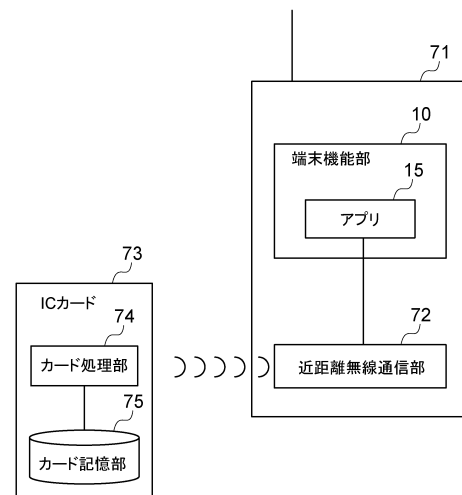 71
10
端末機能部
15
アプリ
73
ICカード
74
カード処理部
72
近距離無線通信部
75
カード記憶部